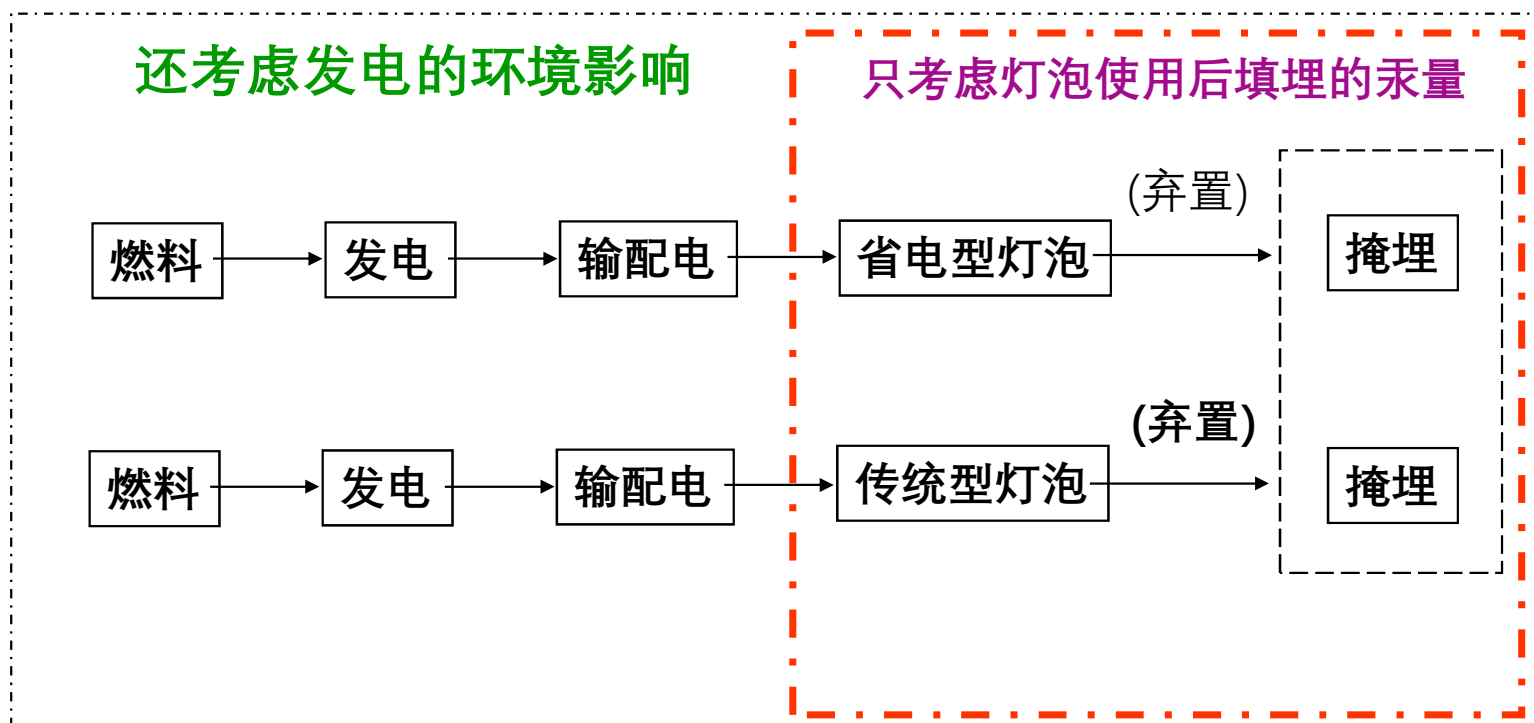 还考虑发电的环境影响
只考虑灯泡使用后填埋的汞量
燃料
发电
输配电
省电型灯泡
(弃置)
掩埋
燃料
发电
输配电
传统型灯泡
(弃置)
掩埋